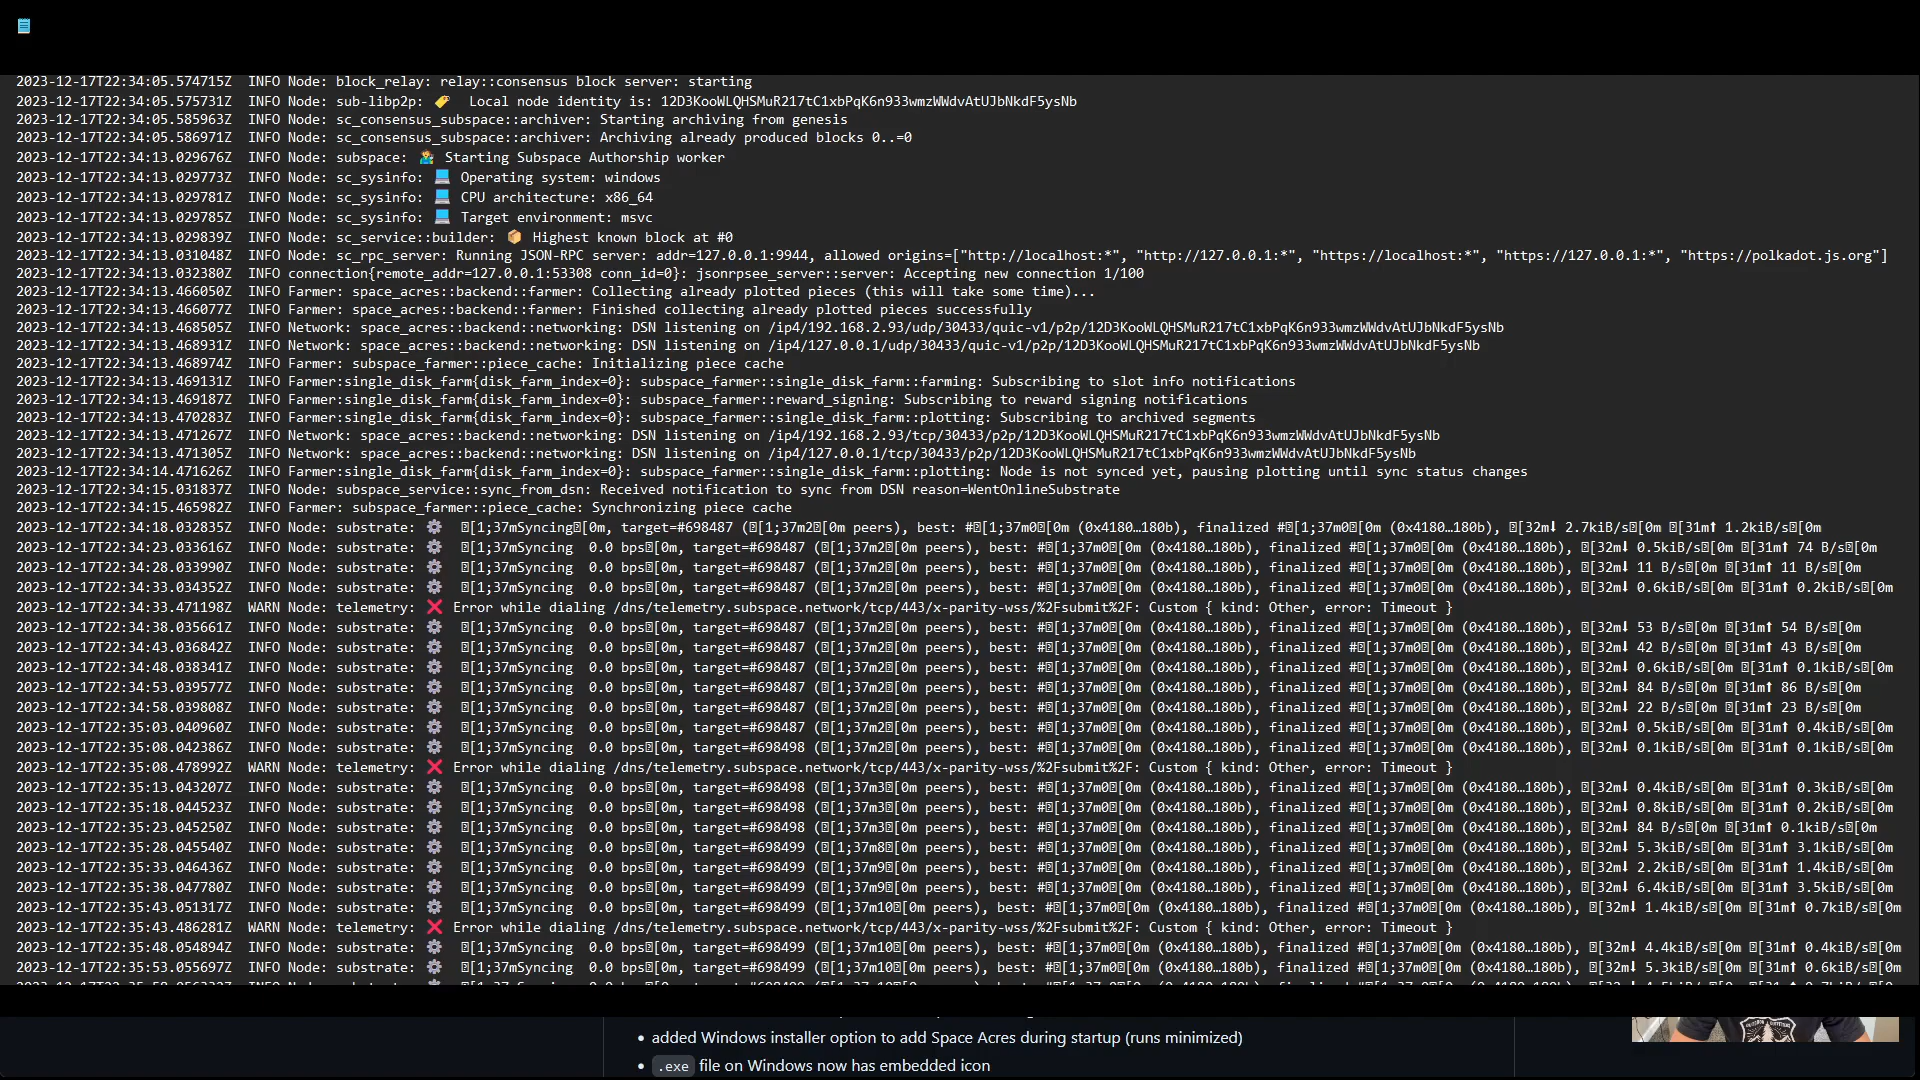 2023-12-17T22:34:05.574715Z  INFO Node: block_relay: relay::consensus block server: starting
2023-12-17T22:34:05.575731Z  INFO Node: sub-libp2p: 🏷  Local node identity is: 12D3KooWLQHSMuR217tC1xbPqK6n933wmzWWdvAtUJbNkdF5ysNb
2023-12-17T22:34:05.585963Z  INFO Node: sc_consensus_subspace::archiver: Starting archiving from genesis
2023-12-17T22:34:05.586971Z  INFO Node: sc_consensus_subspace::archiver: Archiving already produced blocks 0..=0
2023-12-17T22:34:13.029676Z  INFO Node: subspace: 🧑‍🌾 Starting Subspace Authorship worker
2023-12-17T22:34:13.029773Z  INFO Node: sc_sysinfo: 💻 Operating system: windows
2023-12-17T22:34:13.029781Z  INFO Node: sc_sysinfo: 💻 CPU architecture: x86_64
2023-12-17T22:34:13.029785Z  INFO Node: sc_sysinfo: 💻 Target environment: msvc
2023-12-17T22:34:13.029839Z  INFO Node: sc_service::builder: 📦 Highest known block at #0
2023-12-17T22:34:13.031048Z  INFO Node: sc_rpc_server: Running JSON-RPC server: addr=127.0.0.1:9944, allowed origins=["http://localhost:*", "http://127.0.0.1:*", "https://localhost:*", "https://127.0.0.1:*", "https://polkadot.js.org"]
2023-12-17T22:34:13.032380Z  INFO connection{remote_addr=127.0.0.1:53308 conn_id=0}: jsonrpsee_server::server: Accepting new connection 1/100
2023-12-17T22:34:13.466050Z  INFO Farmer: space_acres::backend::farmer: Collecting already plotted pieces (this will take some time)...
2023-12-17T22:34:13.466077Z  INFO Farmer: space_acres::backend::farmer: Finished collecting already plotted pieces successfully
2023-12-17T22:34:13.468505Z  INFO Network: space_acres::backend::networking: DSN listening on /ip4/192.168.2.93/udp/30433/quic-v1/p2p/12D3KooWLQHSMuR217tC1xbPqK6n933wmzWWdvAtUJbNkdF5ysNb
2023-12-17T22:34:13.468931Z  INFO Network: space_acres::backend::networking: DSN listening on /ip4/127.0.0.1/udp/30433/quic-v1/p2p/12D3KooWLQHSMuR217tC1xbPqK6n933wmzWWdvAtUJbNkdF5ysNb
2023-12-17T22:34:13.468974Z  INFO Farmer: subspace_farmer::piece_cache: Initializing piece cache
2023-12-17T22:34:13.469131Z  INFO Farmer:single_disk_farm{disk_farm_index=0}: subspace_farmer::single_disk_farm::farming: Subscribing to slot info notifications
2023-12-17T22:34:13.469187Z  INFO Farmer:single_disk_farm{disk_farm_index=0}: subspace_farmer::reward_signing: Subscribing to reward signing notifications
2023-12-17T22:34:13.470283Z  INFO Farmer:single_disk_farm{disk_farm_index=0}: subspace_farmer::single_disk_farm::plotting: Subscribing to archived segments
2023-12-17T22:34:13.471267Z  INFO Network: space_acres::backend::networking: DSN listening on /ip4/192.168.2.93/tcp/30433/p2p/12D3KooWLQHSMuR217tC1xbPqK6n933wmzWWdvAtUJbNkdF5ysNb
2023-12-17T22:34:13.471305Z  INFO Network: space_acres::backend::networking: DSN listening on /ip4/127.0.0.1/tcp/30433/p2p/12D3KooWLQHSMuR217tC1xbPqK6n933wmzWWdvAtUJbNkdF5ysNb
2023-12-17T22:34:14.471626Z  INFO Farmer:single_disk_farm{disk_farm_index=0}: subspace_farmer::single_disk_farm::plotting: Node is not synced yet, pausing plotting until sync status changes
2023-12-17T22:34:15.031837Z  INFO Node: subspace_service::sync_from_dsn: Received notification to sync from DSN reason=WentOnlineSubstrate
2023-12-17T22:34:15.465982Z  INFO Farmer: subspace_farmer::piece_cache: Synchronizing piece cache
2023-12-17T22:34:18.032835Z  INFO Node: substrate: ⚙  ␛[1;37mSyncing␛[0m, target=#698487 (␛[1;37m2␛[0m peers), best: #␛[1;37m0␛[0m (0x4180…180b), finalized #␛[1;37m0␛[0m (0x4180…180b), ␛[32m⬇ 2.7kiB/s␛[0m ␛[31m⬆ 1.2kiB/s␛[0m
2023-12-17T22:34:23.033616Z  INFO Node: substrate: ⚙  ␛[1;37mSyncing  0.0 bps␛[0m, target=#698487 (␛[1;37m2␛[0m peers), best: #␛[1;37m0␛[0m (0x4180…180b), finalized #␛[1;37m0␛[0m (0x4180…180b), ␛[32m⬇ 0.5kiB/s␛[0m ␛[31m⬆ 74 B/s␛[0m
2023-12-17T22:34:28.033990Z  INFO Node: substrate: ⚙  ␛[1;37mSyncing  0.0 bps␛[0m, target=#698487 (␛[1;37m2␛[0m peers), best: #␛[1;37m0␛[0m (0x4180…180b), finalized #␛[1;37m0␛[0m (0x4180…180b), ␛[32m⬇ 11 B/s␛[0m ␛[31m⬆ 11 B/s␛[0m
2023-12-17T22:34:33.034352Z  INFO Node: substrate: ⚙  ␛[1;37mSyncing  0.0 bps␛[0m, target=#698487 (␛[1;37m2␛[0m peers), best: #␛[1;37m0␛[0m (0x4180…180b), finalized #␛[1;37m0␛[0m (0x4180…180b), ␛[32m⬇ 0.6kiB/s␛[0m ␛[31m⬆ 0.2kiB/s␛[0m
2023-12-17T22:34:33.471198Z  WARN Node: telemetry: ❌ Error while dialing /dns/telemetry.subspace.network/tcp/443/x-parity-wss/%2Fsubmit%2F: Custom { kind: Other, error: Timeout }
2023-12-17T22:34:38.035661Z  INFO Node: substrate: ⚙  ␛[1;37mSyncing  0.0 bps␛[0m, target=#698487 (␛[1;37m2␛[0m peers), best: #␛[1;37m0␛[0m (0x4180…180b), finalized #␛[1;37m0␛[0m (0x4180…180b), ␛[32m⬇ 53 B/s␛[0m ␛[31m⬆ 54 B/s␛[0m
2023-12-17T22:34:43.036842Z  INFO Node: substrate: ⚙  ␛[1;37mSyncing  0.0 bps␛[0m, target=#698487 (␛[1;37m2␛[0m peers), best: #␛[1;37m0␛[0m (0x4180…180b), finalized #␛[1;37m0␛[0m (0x4180…180b), ␛[32m⬇ 42 B/s␛[0m ␛[31m⬆ 43 B/s␛[0m
2023-12-17T22:34:48.038341Z  INFO Node: substrate: ⚙  ␛[1;37mSyncing  0.0 bps␛[0m, target=#698487 (␛[1;37m2␛[0m peers), best: #␛[1;37m0␛[0m (0x4180…180b), finalized #␛[1;37m0␛[0m (0x4180…180b), ␛[32m⬇ 0.6kiB/s␛[0m ␛[31m⬆ 0.1kiB/s␛[0m
2023-12-17T22:34:53.039577Z  INFO Node: substrate: ⚙  ␛[1;37mSyncing  0.0 bps␛[0m, target=#698487 (␛[1;37m2␛[0m peers), best: #␛[1;37m0␛[0m (0x4180…180b), finalized #␛[1;37m0␛[0m (0x4180…180b), ␛[32m⬇ 84 B/s␛[0m ␛[31m⬆ 86 B/s␛[0m
2023-12-17T22:34:58.039808Z  INFO Node: substrate: ⚙  ␛[1;37mSyncing  0.0 bps␛[0m, target=#698487 (␛[1;37m2␛[0m peers), best: #␛[1;37m0␛[0m (0x4180…180b), finalized #␛[1;37m0␛[0m (0x4180…180b), ␛[32m⬇ 22 B/s␛[0m ␛[31m⬆ 23 B/s␛[0m
2023-12-17T22:35:03.040960Z  INFO Node: substrate: ⚙  ␛[1;37mSyncing  0.0 bps␛[0m, target=#698487 (␛[1;37m2␛[0m peers), best: #␛[1;37m0␛[0m (0x4180…180b), finalized #␛[1;37m0␛[0m (0x4180…180b), ␛[32m⬇ 0.5kiB/s␛[0m ␛[31m⬆ 0.4kiB/s␛[0m
2023-12-17T22:35:08.042386Z  INFO Node: substrate: ⚙  ␛[1;37mSyncing  0.0 bps␛[0m, target=#698498 (␛[1;37m2␛[0m peers), best: #␛[1;37m0␛[0m (0x4180…180b), finalized #␛[1;37m0␛[0m (0x4180…180b), ␛[32m⬇ 0.1kiB/s␛[0m ␛[31m⬆ 0.1kiB/s␛[0m
2023-12-17T22:35:08.478992Z  WARN Node: telemetry: ❌ Error while dialing /dns/telemetry.subspace.network/tcp/443/x-parity-wss/%2Fsubmit%2F: Custom { kind: Other, error: Timeout }
2023-12-17T22:35:13.043207Z  INFO Node: substrate: ⚙  ␛[1;37mSyncing  0.0 bps␛[0m, target=#698498 (␛[1;37m3␛[0m peers), best: #␛[1;37m0␛[0m (0x4180…180b), finalized #␛[1;37m0␛[0m (0x4180…180b), ␛[32m⬇ 0.4kiB/s␛[0m ␛[31m⬆ 0.3kiB/s␛[0m
2023-12-17T22:35:18.044523Z  INFO Node: substrate: ⚙  ␛[1;37mSyncing  0.0 bps␛[0m, target=#698498 (␛[1;37m3␛[0m peers), best: #␛[1;37m0␛[0m (0x4180…180b), finalized #␛[1;37m0␛[0m (0x4180…180b), ␛[32m⬇ 0.8kiB/s␛[0m ␛[31m⬆ 0.2kiB/s␛[0m
2023-12-17T22:35:23.045250Z  INFO Node: substrate: ⚙  ␛[1;37mSyncing  0.0 bps␛[0m, target=#698498 (␛[1;37m3␛[0m peers), best: #␛[1;37m0␛[0m (0x4180…180b), finalized #␛[1;37m0␛[0m (0x4180…180b), ␛[32m⬇ 84 B/s␛[0m ␛[31m⬆ 0.1kiB/s␛[0m
2023-12-17T22:35:28.045540Z  INFO Node: substrate: ⚙  ␛[1;37mSyncing  0.0 bps␛[0m, target=#698499 (␛[1;37m8␛[0m peers), best: #␛[1;37m0␛[0m (0x4180…180b), finalized #␛[1;37m0␛[0m (0x4180…180b), ␛[32m⬇ 5.3kiB/s␛[0m ␛[31m⬆ 3.1kiB/s␛[0m
2023-12-17T22:35:33.046436Z  INFO Node: substrate: ⚙  ␛[1;37mSyncing  0.0 bps␛[0m, target=#698499 (␛[1;37m9␛[0m peers), best: #␛[1;37m0␛[0m (0x4180…180b), finalized #␛[1;37m0␛[0m (0x4180…180b), ␛[32m⬇ 2.2kiB/s␛[0m ␛[31m⬆ 1.4kiB/s␛[0m
2023-12-17T22:35:38.047780Z  INFO Node: substrate: ⚙  ␛[1;37mSyncing  0.0 bps␛[0m, target=#698499 (␛[1;37m9␛[0m peers), best: #␛[1;37m0␛[0m (0x4180…180b), finalized #␛[1;37m0␛[0m (0x4180…180b), ␛[32m⬇ 6.4kiB/s␛[0m ␛[31m⬆ 3.5kiB/s␛[0m
2023-12-17T22:35:43.051317Z  INFO Node: substrate: ⚙  ␛[1;37mSyncing  0.0 bps␛[0m, target=#698499 (␛[1;37m10␛[0m peers), best: #␛[1;37m0␛[0m (0x4180…180b), finalized #␛[1;37m0␛[0m (0x4180…180b), ␛[32m⬇ 1.4kiB/s␛[0m ␛[31m⬆ 0.7kiB/s␛[0m
2023-12-17T22:35:43.486281Z  WARN Node: telemetry: ❌ Error while dialing /dns/telemetry.subspace.network/tcp/443/x-parity-wss/%2Fsubmit%2F: Custom { kind: Other, error: Timeout }
2023-12-17T22:35:48.054894Z  INFO Node: substrate: ⚙  ␛[1;37mSyncing  0.0 bps␛[0m, target=#698499 (␛[1;37m10␛[0m peers), best: #␛[1;37m0␛[0m (0x4180…180b), finalized #␛[1;37m0␛[0m (0x4180…180b), ␛[32m⬇ 4.4kiB/s␛[0m ␛[31m⬆ 0.4kiB/s␛[0m
2023-12-17T22:35:53.055697Z  INFO Node: substrate: ⚙  ␛[1;37mSyncing  0.0 bps␛[0m, target=#698499 (␛[1;37m10␛[0m peers), best: #␛[1;37m0␛[0m (0x4180…180b), finalized #␛[1;37m0␛[0m (0x4180…180b), ␛[32m⬇ 5.3kiB/s␛[0m ␛[31m⬆ 0.6kiB/s␛[0m
• added Windows installer option to add Space Acres during startup (runs minimized)
• .exe file on Windows now has embedded icon